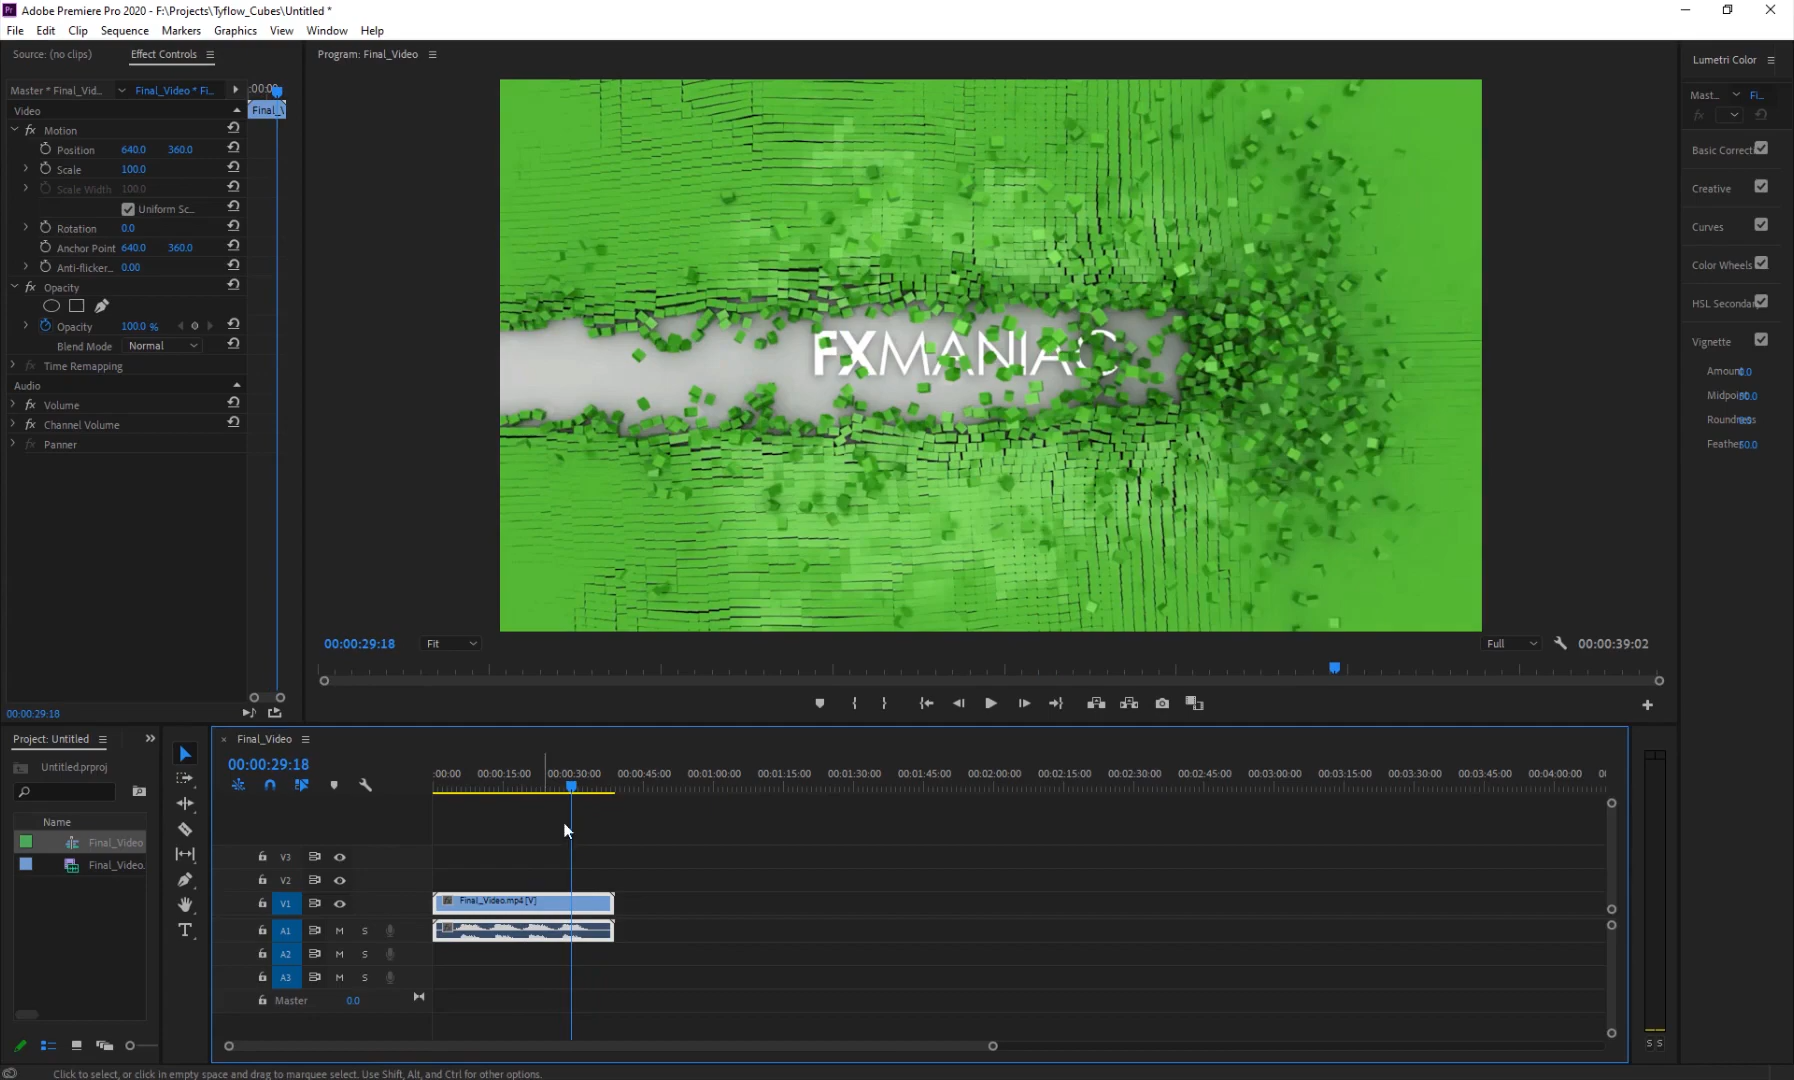 Adobe Premiere Pro 2020 - F:\Projects\Tyflow_Cubes\Untitled *
File Edit Clip Sequence Markers Graphics View Window Help
Source: (no clips) Effect Controls
Program: Final_Video
Lumetri Color
Master * Final_Vid... Final_Video * Fi...
Mast... Fi...
Video
Final_V
fx Motion
Position 640.0 360.0
Scale 100.0
Scale Width 100.0
Uniform Sc...
Rotation 0.0
Anchor Point 640.0 360.0
Anti-flicker... 0.00
fx Opacity
Opacity 100.0 %
Blend Mode Normal
fx Time Remapping
Audio
fx Volume
fx Channel Volume
fx Panner
00:00:29:18
FXMANIAC
fx
Basic Correct
Creative
Curves
Color Wheels
HSL Seconda
Vignette
Amount 0.0
Midpoint 50.0
Roundness
Feather 50.0
00:00:29:18 Fit Full 00:00:39:02
Project: Untitled
Untitled.prproj
Name
Final_Video
Final_Video.
Final_Video
00:00:29:18
:00:00 00:00:15:00 00:00:30:00 00:00:45:00 00:01:00:00 00:01:15:00 00:01:30:00 00:01:45:00 00:02:00:00 00:02:15:00 00:02:30:00 00:02:45:00 00:03:00:00 00:03:15:00 00:03:30:00 00:03:45:00 00:04:00:00
V3
V2
V1 Final_Video.mp4 [V]
A1 M S
A2 M S
A3 M S
Master 0.0
S S
Click to select, or click in empty space and drag to marquee select. Use Shift, Alt, and Ctrl for other options.